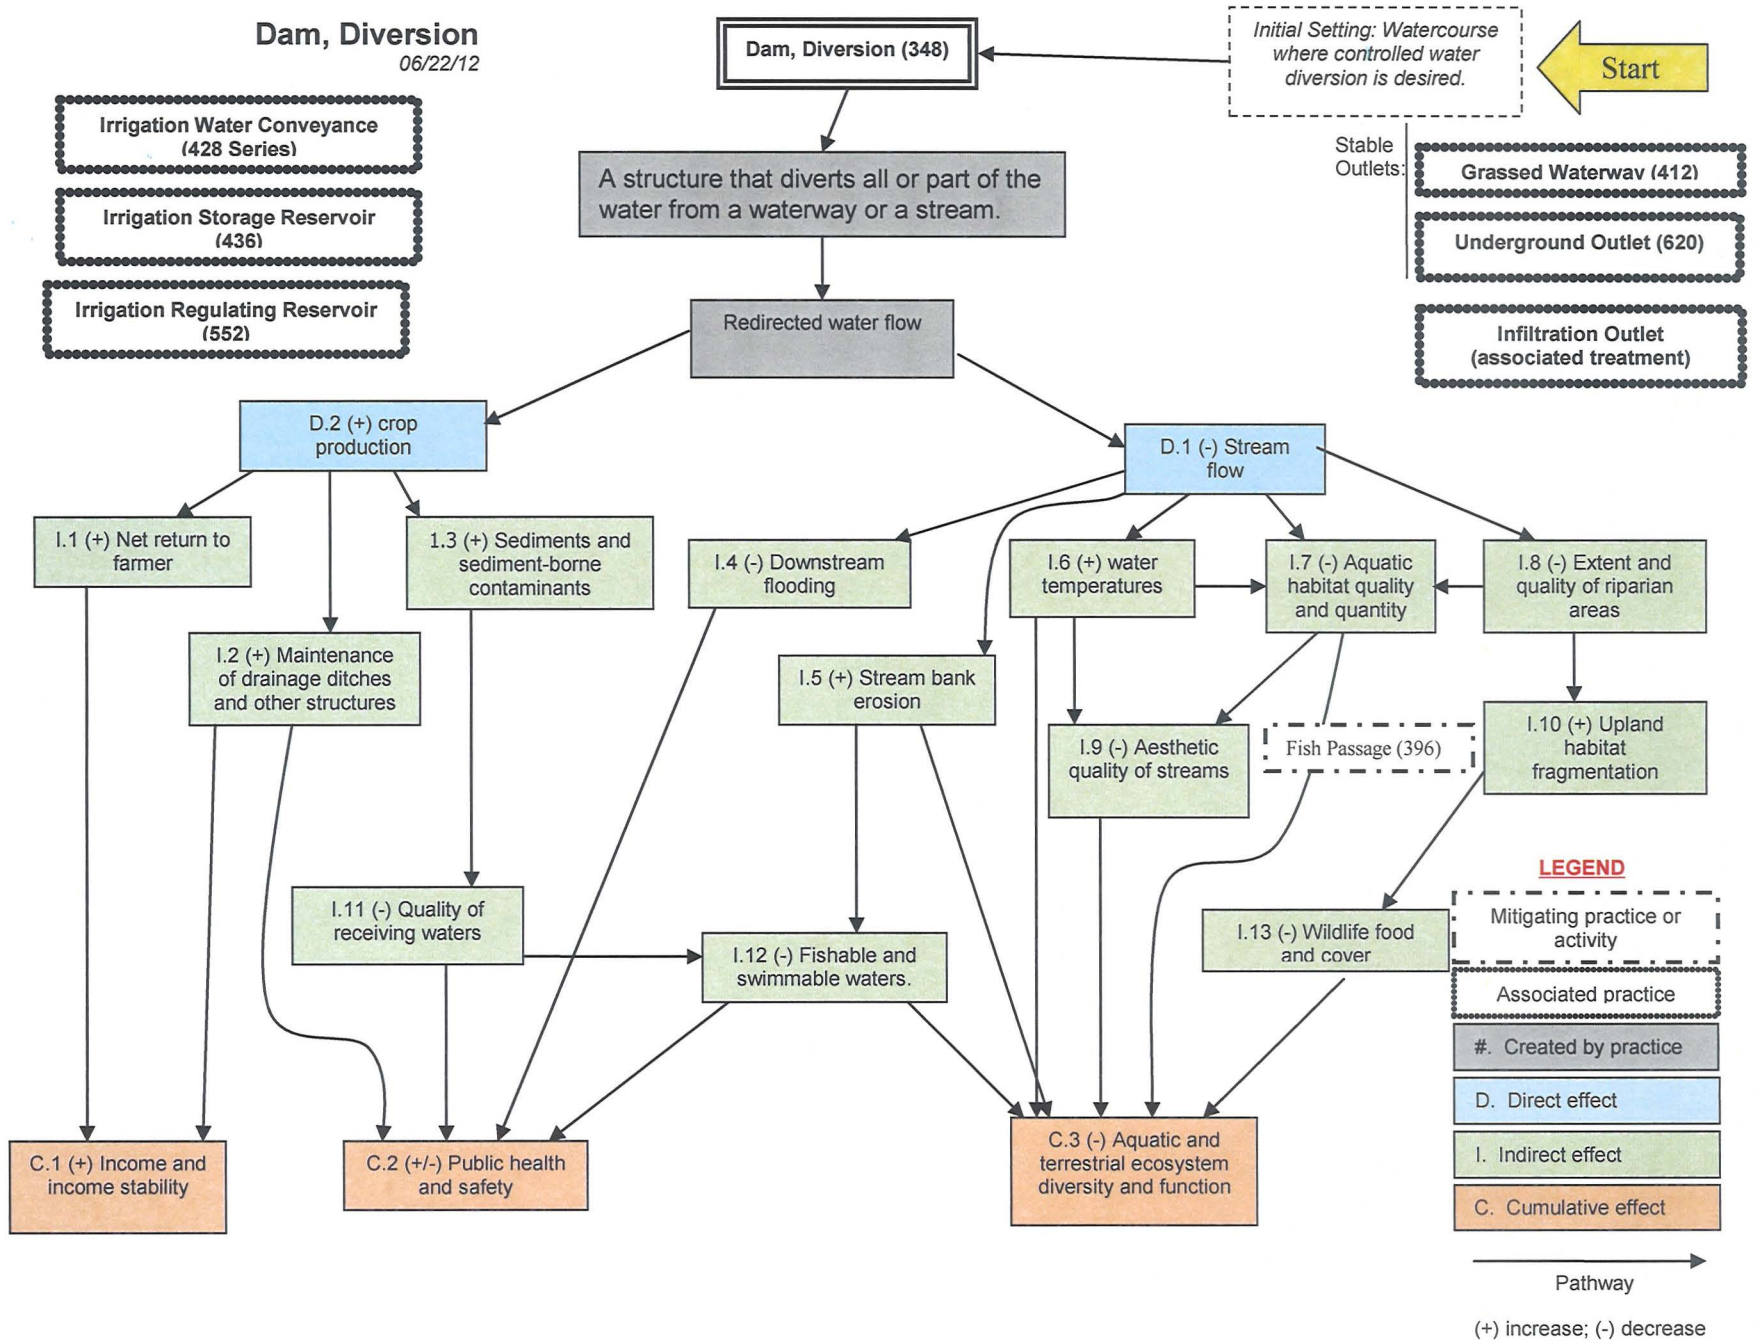 Dam, Diversion
06/22/12
Dam, Diversion (348)
Initial Setting: Watercourse
where controlled water
diversion is desired.
Start
Irrigation Water Conveyance
(428 Series)
Irrigation Storage Reservoir
(436)
Irrigation Regulating Reservoir
(552)
Stable
Outlets:
Grassed Waterway (412)
Underground Outlet (620)
Infiltration Outlet
(associated treatment)
A structure that diverts all or part of the
water from a waterway or a stream.
Redirected water flow
D.2 (+) crop
production
D.1 (-) Stream
flow
I.1 (+) Net return to
farmer
1.3 (+) Sediments and
sediment-borne
contaminants
I.4 (-) Downstream
flooding
I.6 (+) water
temperatures
I.7 (-) Aquatic
habitat quality
and quantity
I.8 (-) Extent and
quality of riparian
areas
I.2 (+) Maintenance
of drainage ditches
and other structures
I.5 (+) Stream bank
erosion
I.9 (-) Aesthetic
quality of streams
Fish Passage (396)
I.10 (+) Upland
habitat
fragmentation
I.11 (-) Quality of
receiving waters
I.12 (-) Fishable and
swimmable waters.
I.13 (-) Wildlife food
and cover
C.1 (+) Income and
income stability
C.2 (+/-) Public health
and safety
C.3 (-) Aquatic and
terrestrial ecosystem
diversity and function
LEGEND
Mitigating practice or
activity
Associated practice
#. Created by practice
D. Direct effect
I. Indirect effect
C. Cumulative effect
Pathway
(+) increase; (-) decrease